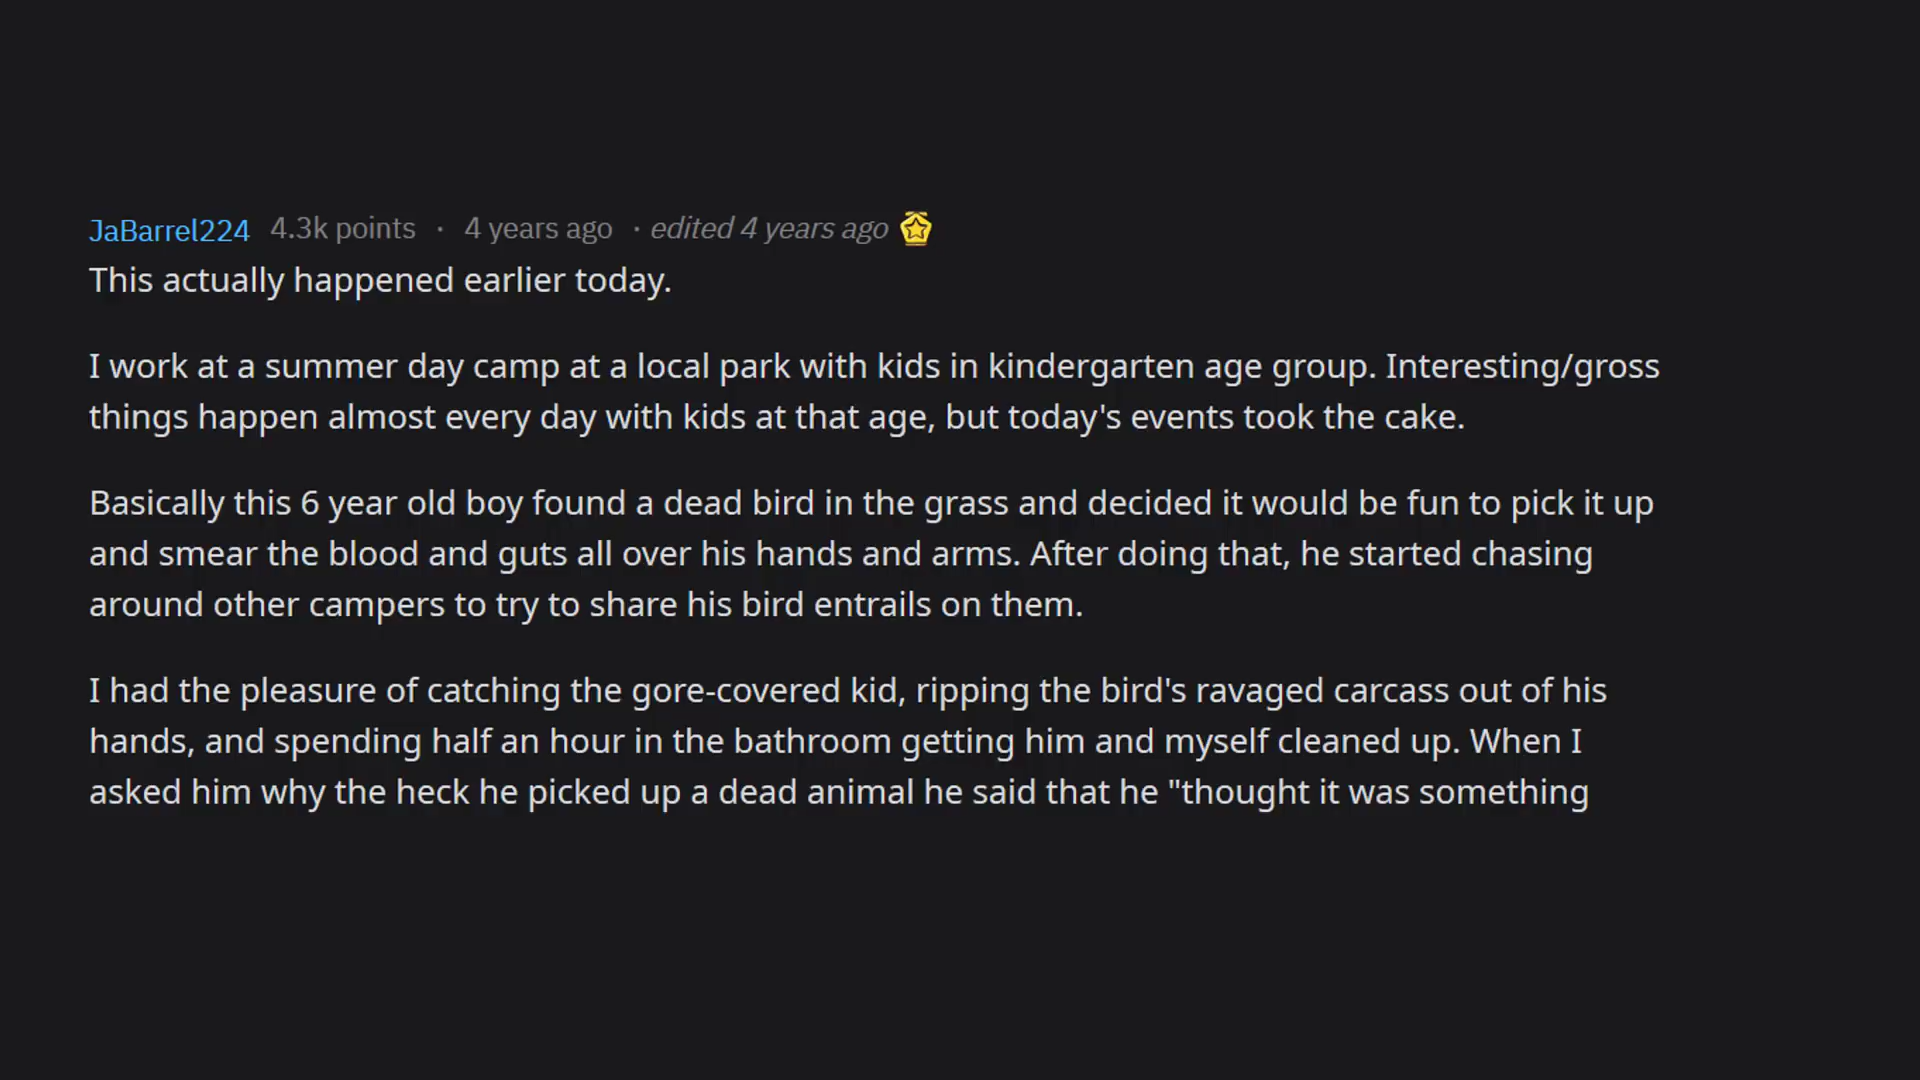 JaBarrel224 4.3k points · 4 years ago · edited 4 years ago
This actually happened earlier today.
I work at a summer day camp at a local park with kids in kindergarten age group. Interesting/gross
things happen almost every day with kids at that age, but today's events took the cake.
Basically this 6 year old boy found a dead bird in the grass and decided it would be fun to pick it up
and smear the blood and guts all over his hands and arms. After doing that, he started chasing
around other campers to try to share his bird entrails on them.
I had the pleasure of catching the gore-covered kid, ripping the bird's ravaged carcass out of his
hands, and spending half an hour in the bathroom getting him and myself cleaned up. When I
asked him why the heck he picked up a dead animal he said that he "thought it was something